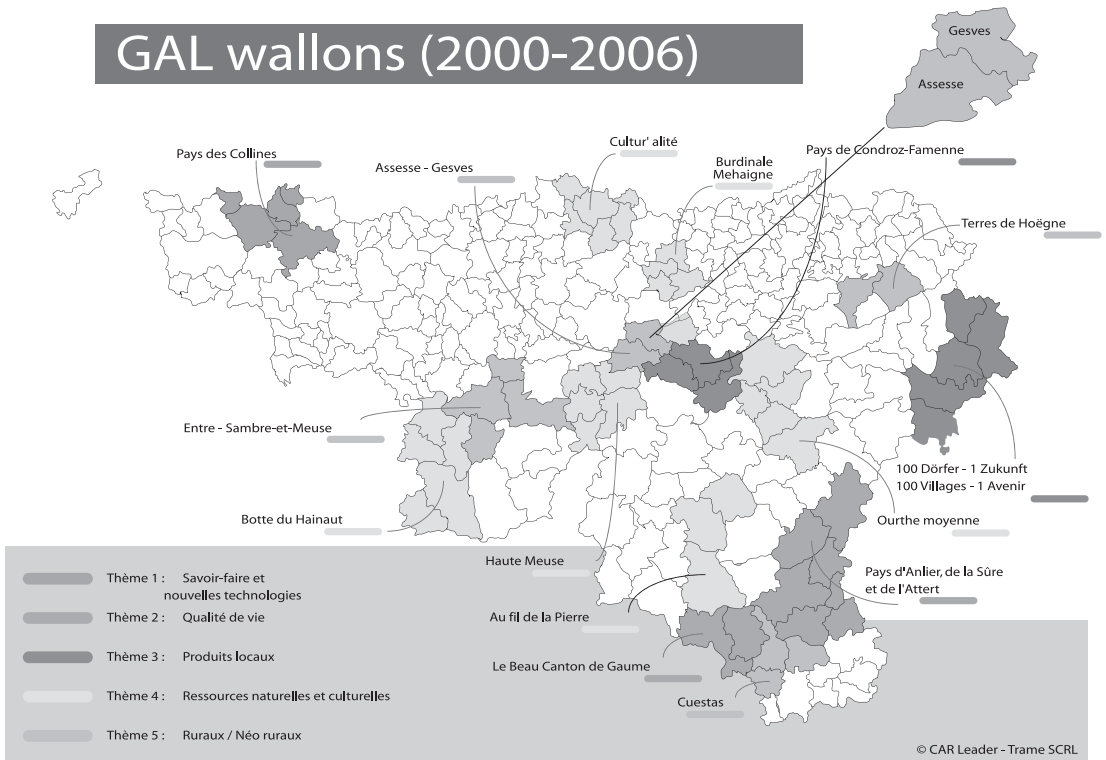 GAL wallons (2000-2006)
Gesves
Assesse
Pays des Collines
Assesse - Gesves
Cultur' alité
Burdinale
Mehaigne
Pays de Condroz-Famenne
Terres de Hoëgne
Entre - Sambre-et-Meuse
100 Dörfer - 1 Zukunft
100 Villages - 1 Avenir
Botte du Hainaut
Ourthe moyenne
Haute Meuse
Pays d'Anlier, de la Sûre
et de l'Attert
Au fil de la Pierre
Le Beau Canton de Gaume
Cuestas
Thème 1 : Savoir-faire et
nouvelles technologies
Thème 2 : Qualité de vie
Thème 3 : Produits locaux
Thème 4 : Ressources naturelles et culturelles
Thème 5 : Ruraux / Néo ruraux
© CAR Leader - Trame SCRL